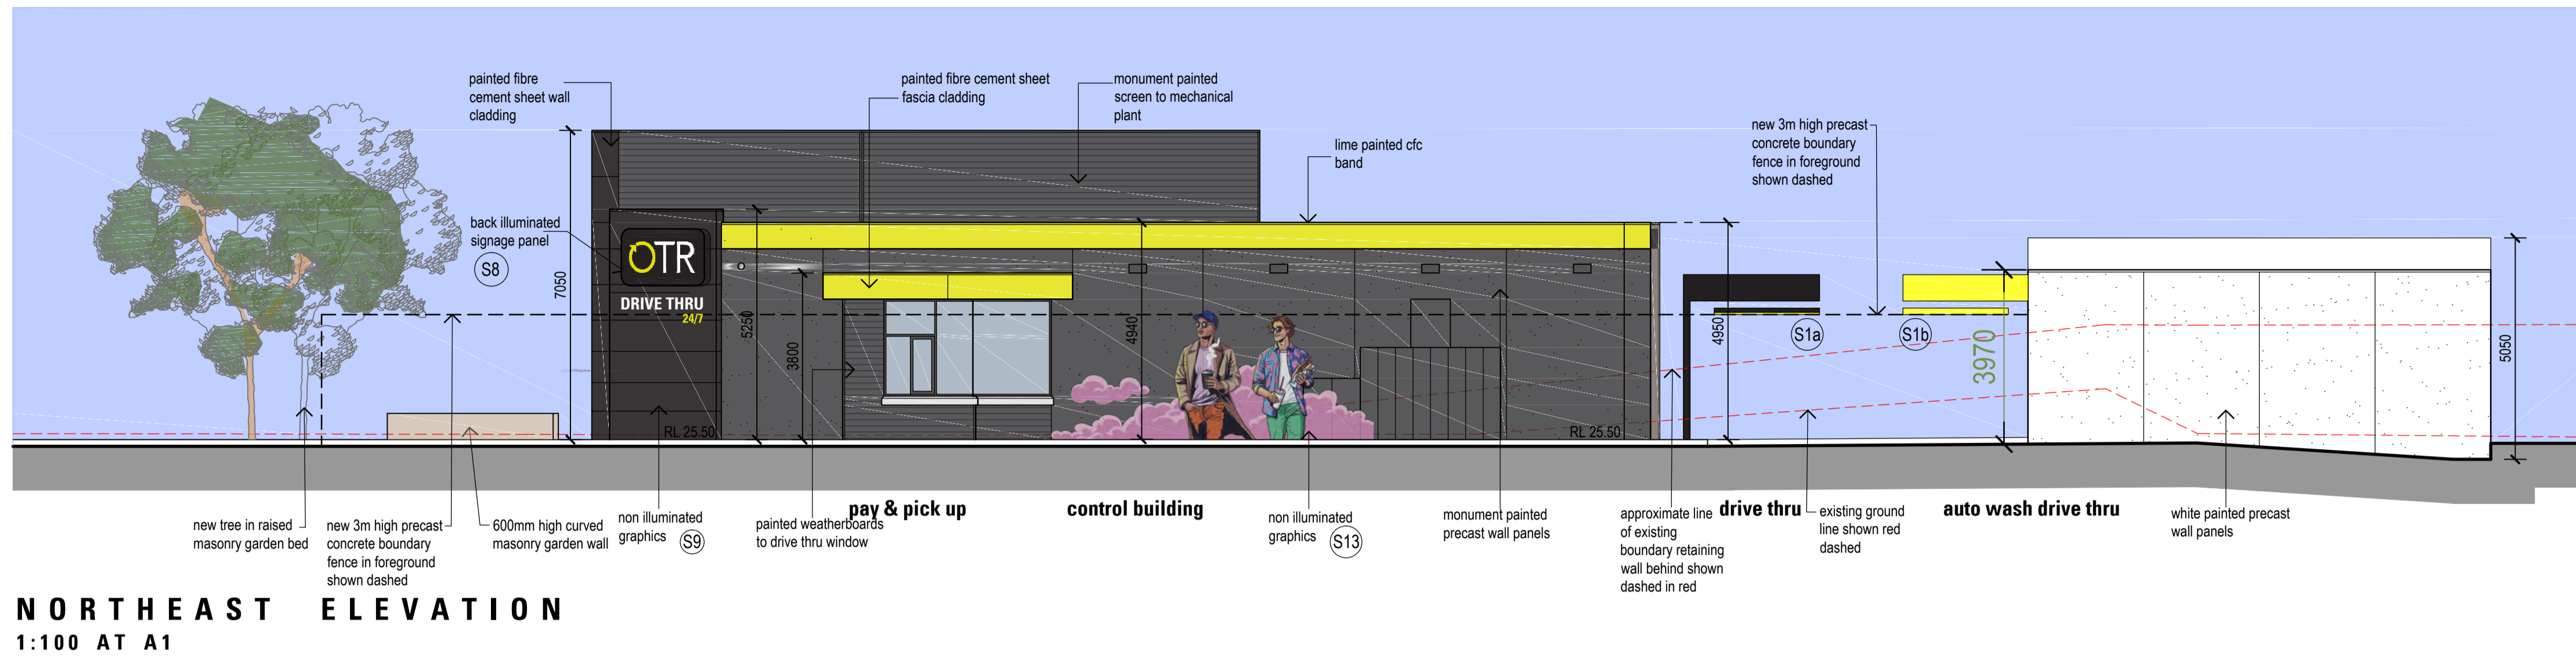 painted fibre
cement sheet wall
cladding
painted fibre cement sheet
fascia cladding
monument painted
screen to mechanical
plant
lime painted cfc
band
new 3m high precast
concrete boundary
fence in foreground
shown dashed
back illuminated
signage panel
S8
7050
OTR
DRIVE THRU
24/7
5250
3800
4940
4950
S1a
S1b
3970
5050
RL 25.50
RL 25.50
pay & pick up
control building
drive thru
auto wash drive thru
new tree in raised
masonry garden bed
new 3m high precast
concrete boundary
fence in foreground
shown dashed
600mm high curved
masonry garden wall
non illuminated
graphics
S9
painted weatherboards
to drive thru window
non illuminated
graphics
S13
monument painted
precast wall panels
approximate line
of existing
boundary retaining
wall behind shown
dashed in red
existing ground
line shown red
dashed
white painted precast
wall panels
NORTHEAST ELEVATION
1:100 AT A1